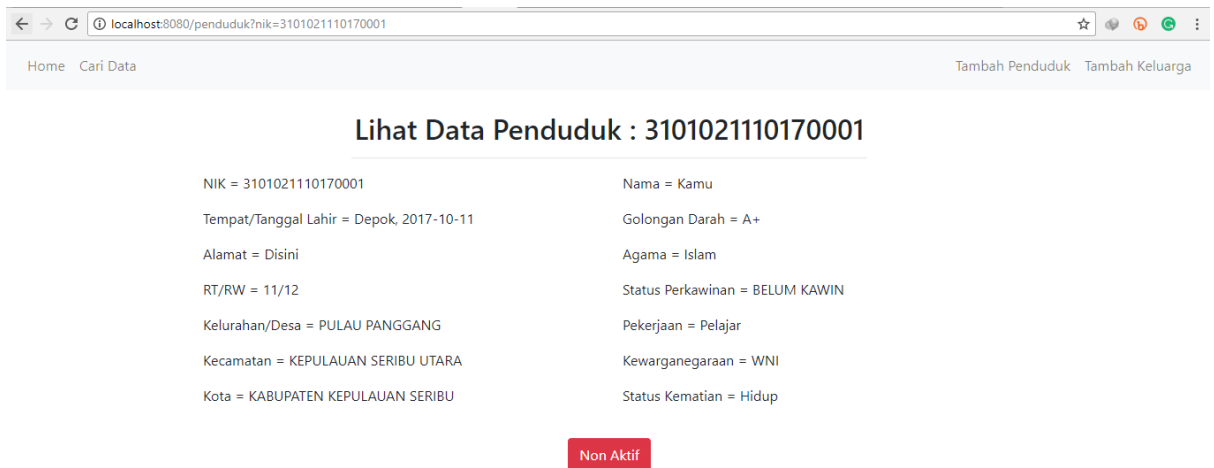 localhost:8080/penduduk?nik=3101021110170001
Home Cari Data Tambah Penduduk Tambah Keluarga
Lihat Data Penduduk : 3101021110170001
NIK = 3101021110170001 Nama = Kamu
Tempat/Tanggal Lahir = Depok, 2017-10-11 Golongan Darah = A+
Alamat = Disini Agama = Islam
RT/RW = 11/12 Status Perkawinan = BELUM KAWIN
Kelurahan/Desa = PULAU PANGGANG Pekerjaan = Pelajar
Kecamatan = KEPULAUAN SERIBU UTARA Kewarganegaraan = WNI
Kota = KABUPATEN KEPULAUAN SERIBU Status Kematian = Hidup
Non Aktif